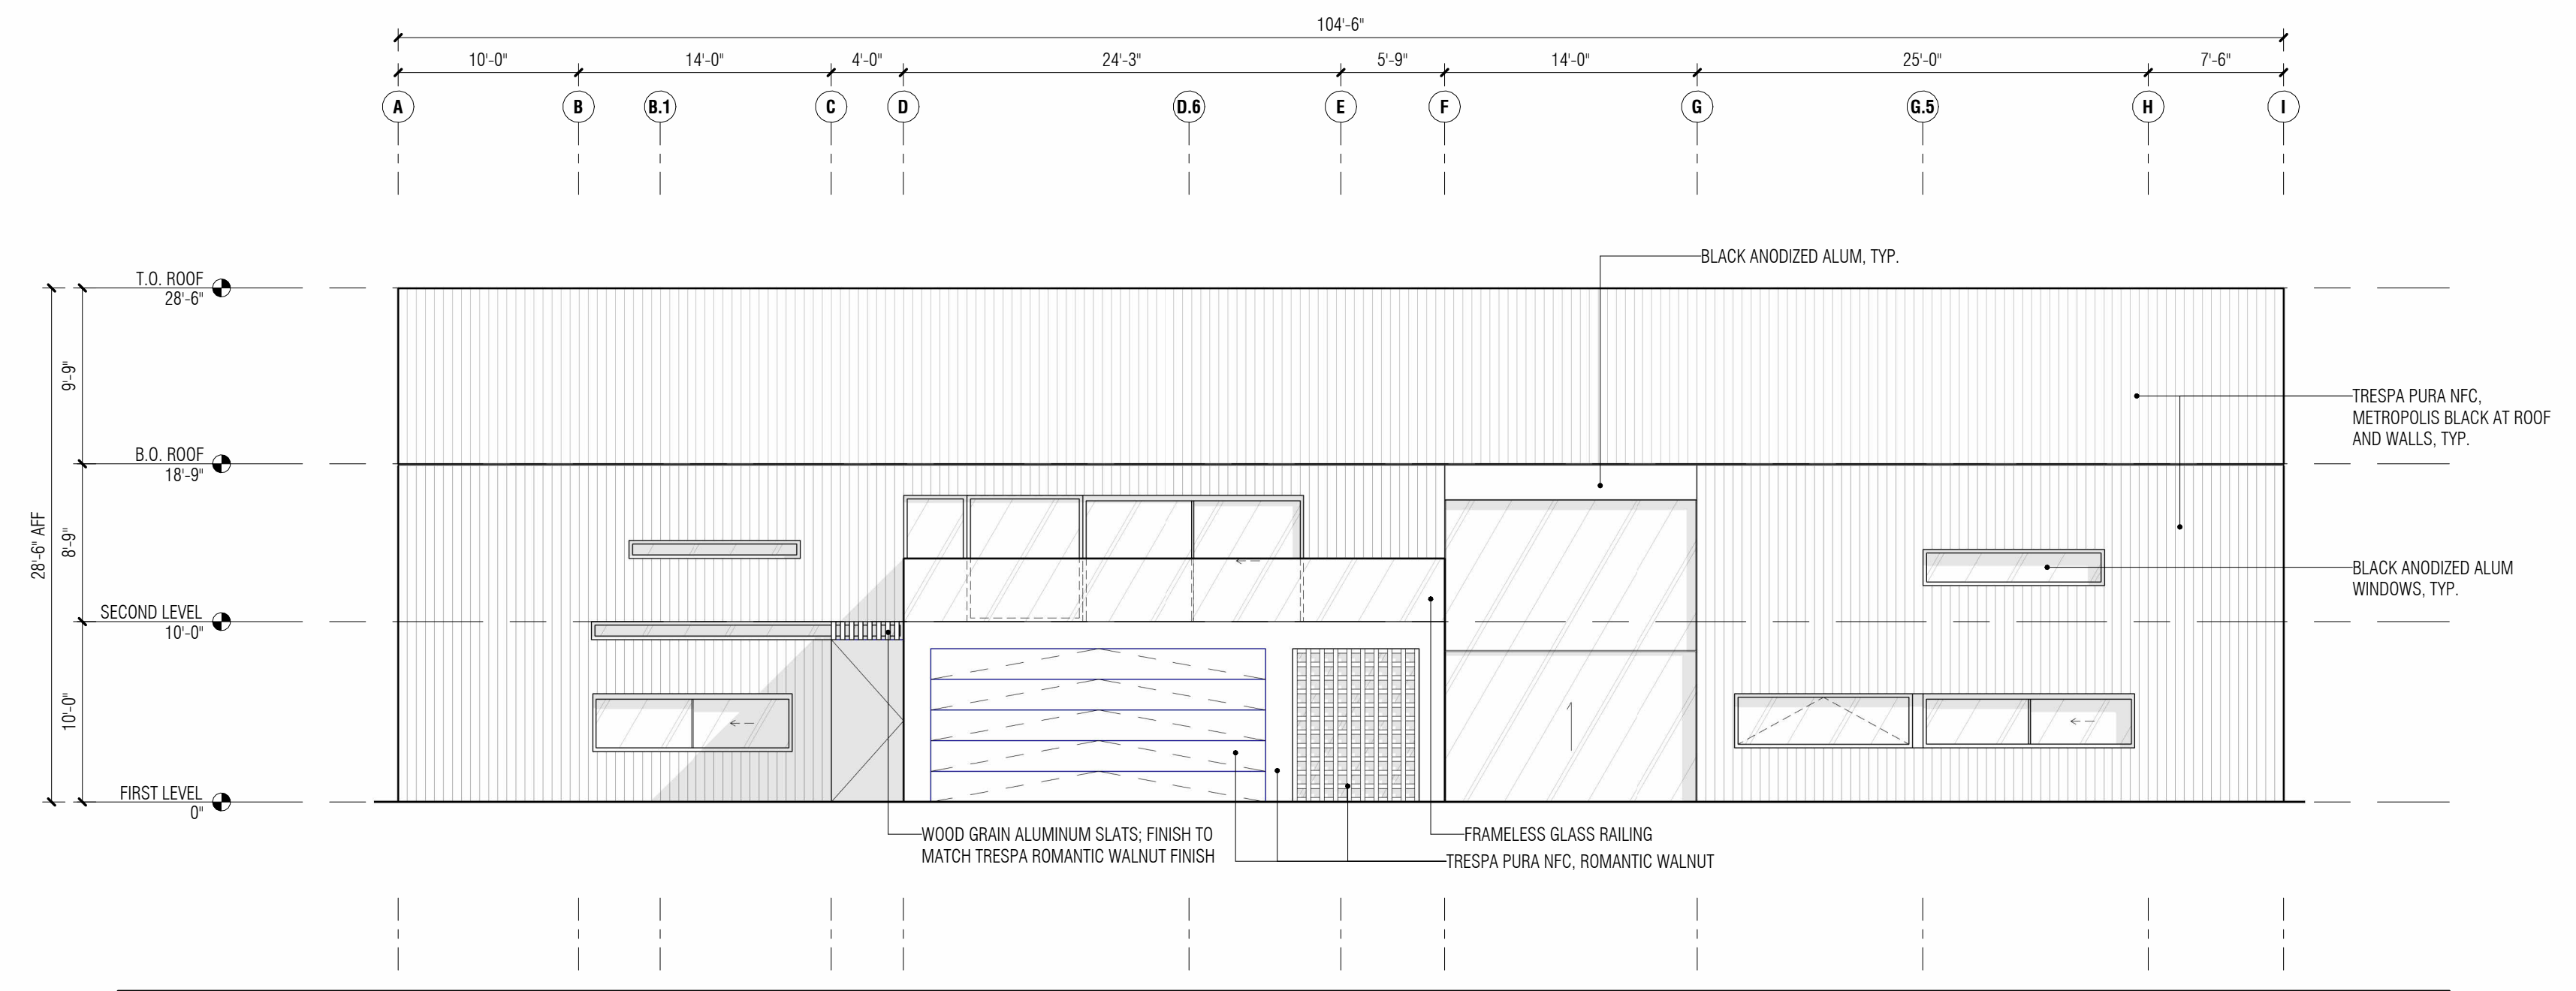 104'-6"
10'-0" 14'-0" 4'-0" 24'-3" 5'-9" 14'-0" 25'-0" 7'-6"
A B B.1 C D D.6 E F G G.5 H I
BLACK ANODIZED ALUM, TYP.
T.O. ROOF
28'-6"
9'-9"
TRESPA PURA NFC,
METROPOLIS BLACK AT ROOF
AND WALLS, TYP.
B.O. ROOF
18'-9"
28'-6" AFF
8'-9"
BLACK ANODIZED ALUM
WINDOWS, TYP.
SECOND LEVEL
10'-0"
10'-0"
FIRST LEVEL
0"
WOOD GRAIN ALUMINUM SLATS; FINISH TO
MATCH TRESPA ROMANTIC WALNUT FINISH
FRAMELESS GLASS RAILING
TRESPA PURA NFC, ROMANTIC WALNUT